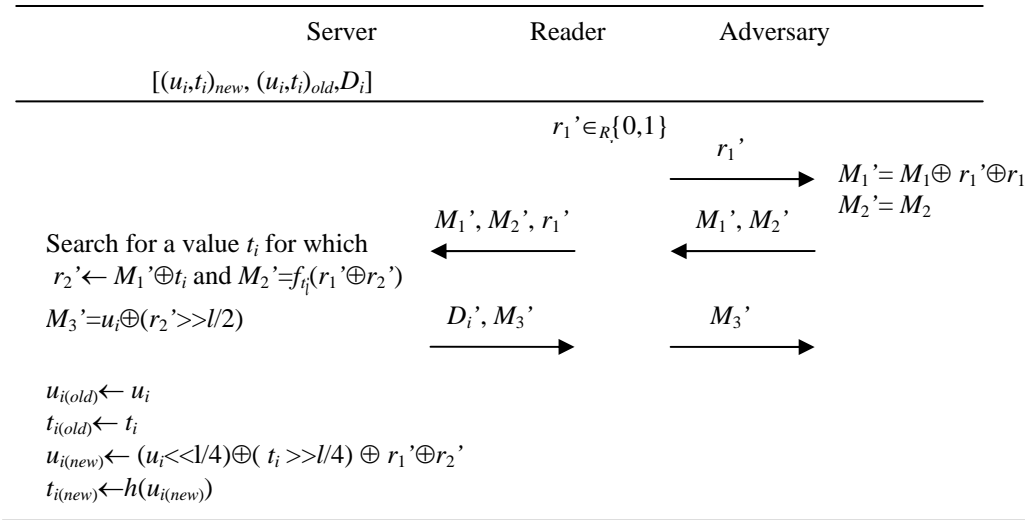 Server Reader Adversary
[(uᵢ,tᵢ)new, (uᵢ,tᵢ)old,Dᵢ]
r₁’∈R{0,1}
r₁’
M₁’= M₁⊕ r₁’⊕r₁
M₂’= M₂
M₁’, M₂’, r₁’ M₁’, M₂’
Search for a value tᵢ for which
r₂’← M₁’⊕tᵢ and M₂’=f_tᵢ(r₁’⊕r₂’)
M₃’=uᵢ⊕(r₂’>>l/2) Dᵢ’, M₃’ M₃’
uᵢ(old)← uᵢ
tᵢ(old)← tᵢ
uᵢ(new)← (uᵢ<<l/4)⊕( tᵢ >>l/4) ⊕ r₁’⊕r₂’
tᵢ(new)←h(uᵢ(new))